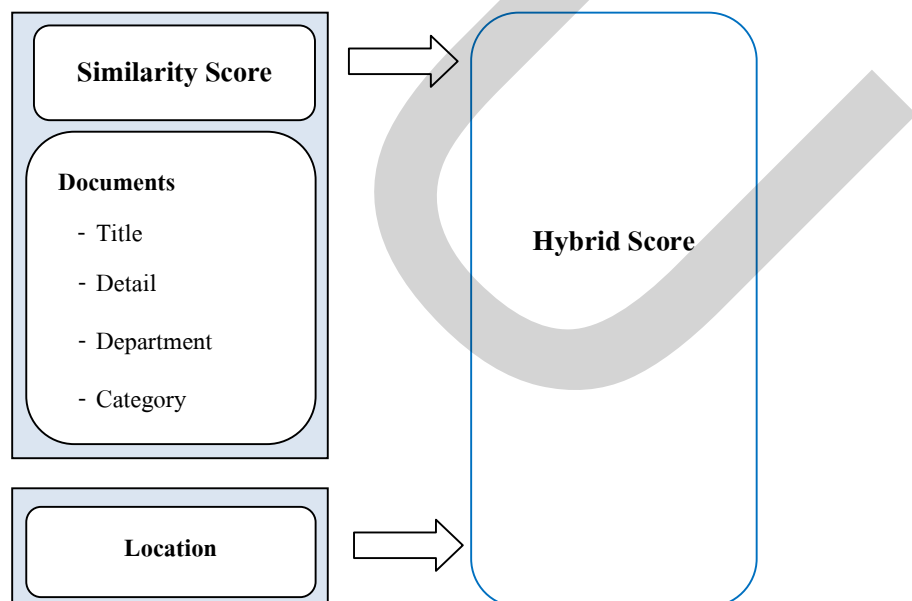 Similarity Score
Documents
- Title
- Detail
- Department
- Category
Hybrid Score
Location